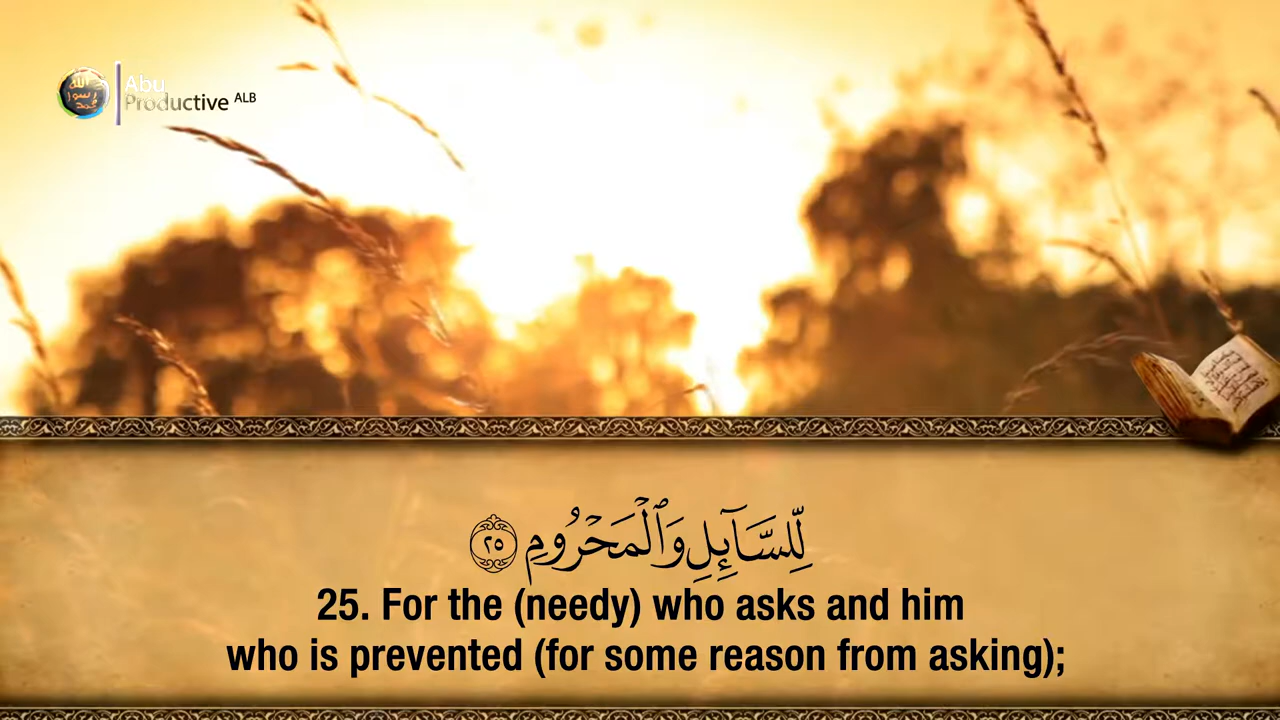 Abu
Productive ALB
لِّلسَّآئِلِ وَٱلْمَحْرُومِ ٢٥
25. For the (needy) who asks and him
who is prevented (for some reason from asking);